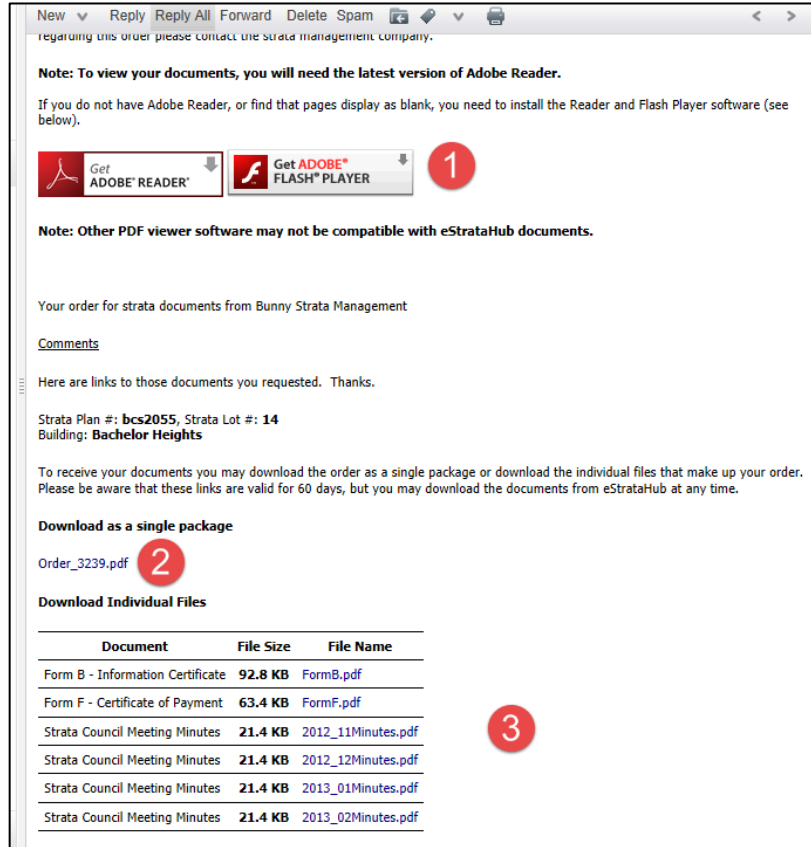 New Reply Reply All Forward Delete Spam
regarding this order please contact the strata management company.
Note: To view your documents, you will need the latest version of Adobe Reader.
If you do not have Adobe Reader, or find that pages display as blank, you need to install the Reader and Flash Player software (see
below).
Get
ADOBE® READER®
Get ADOBE®
FLASH® PLAYER
1
Note: Other PDF viewer software may not be compatible with eStrataHub documents.
Your order for strata documents from Bunny Strata Management
Comments
Here are links to those documents you requested. Thanks.
Strata Plan #: bcs2055, Strata Lot #: 14
Building: Bachelor Heights
To receive your documents you may download the order as a single package or download the individual files that make up your order.
Please be aware that these links are valid for 60 days, but you may download the documents from eStrataHub at any time.
Download as a single package
Order_3239.pdf 2
Download Individual Files
Document File Size File Name
Form B - Information Certificate 92.8 KB FormB.pdf
Form F - Certificate of Payment 63.4 KB FormF.pdf
Strata Council Meeting Minutes 21.4 KB 2012_11Minutes.pdf
3
Strata Council Meeting Minutes 21.4 KB 2012_12Minutes.pdf
Strata Council Meeting Minutes 21.4 KB 2013_01Minutes.pdf
Strata Council Meeting Minutes 21.4 KB 2013_02Minutes.pdf